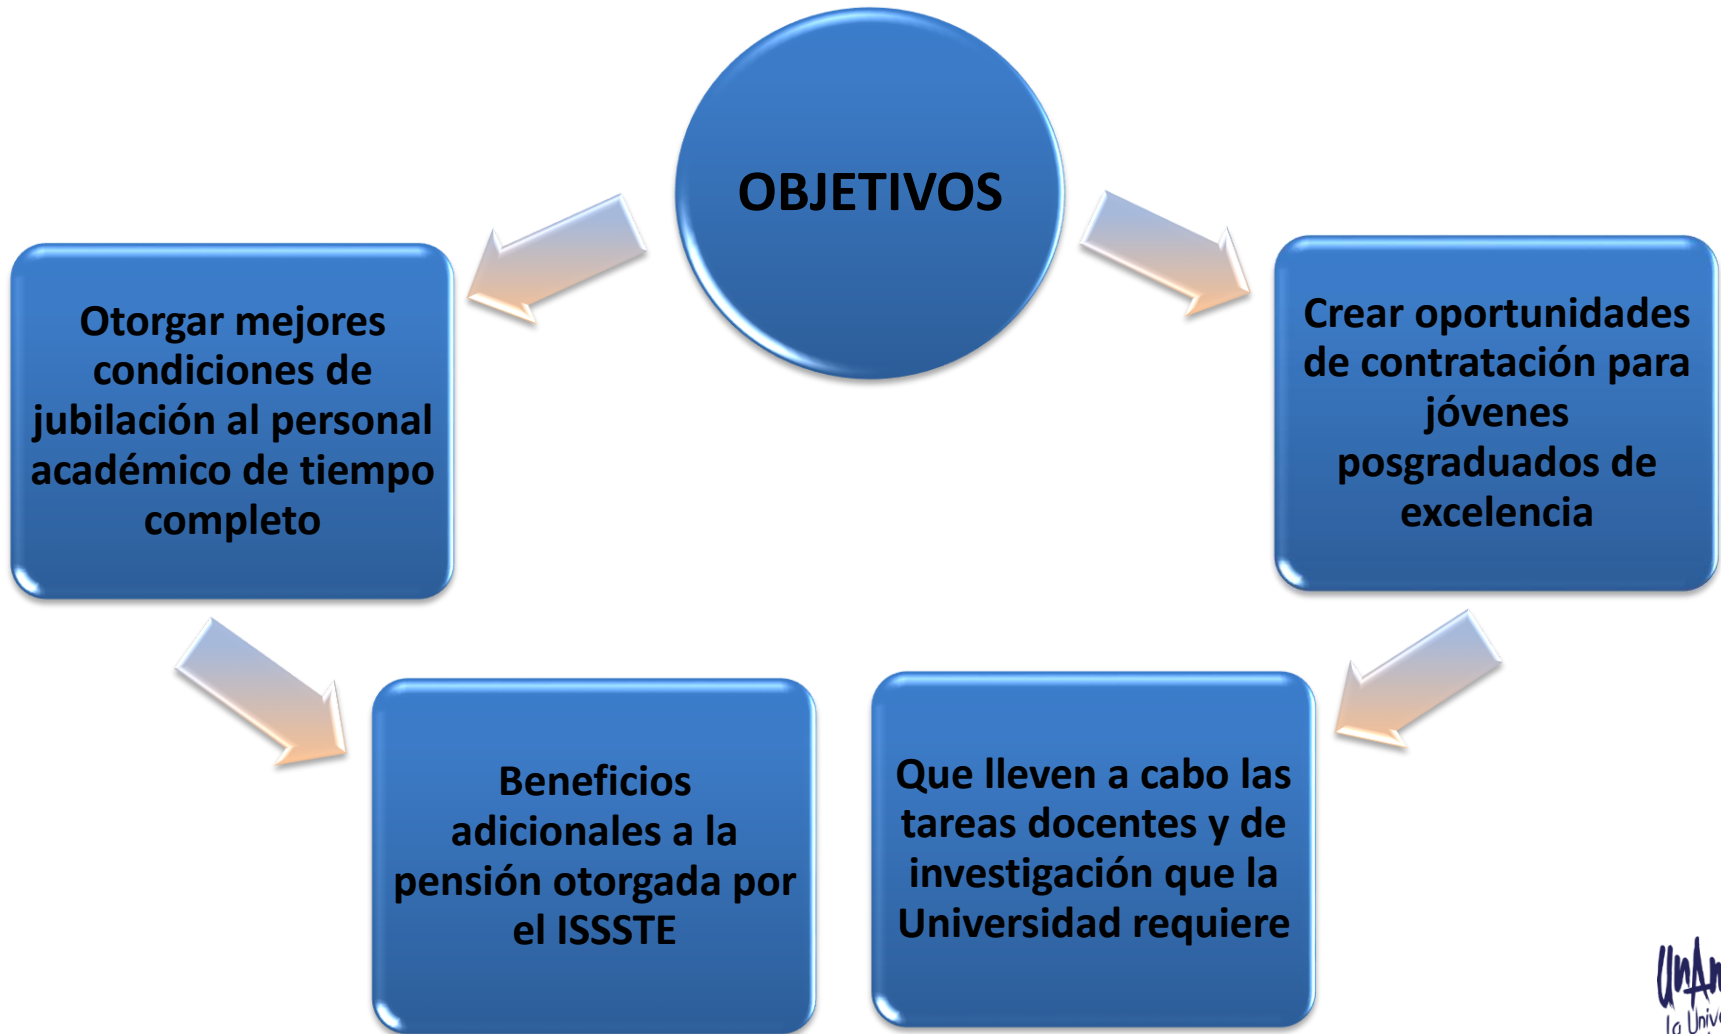 OBJETIVOS
Otorgar mejores
condiciones de
jubilación al personal
académico de tiempo
completo
Crear oportunidades
de contratación para
jóvenes
posgraduados de
excelencia
Beneficios
adicionales a la
pensión otorgada por
el ISSSTE
Que lleven a cabo las
tareas docentes y de
investigación que la
Universidad requiere
la